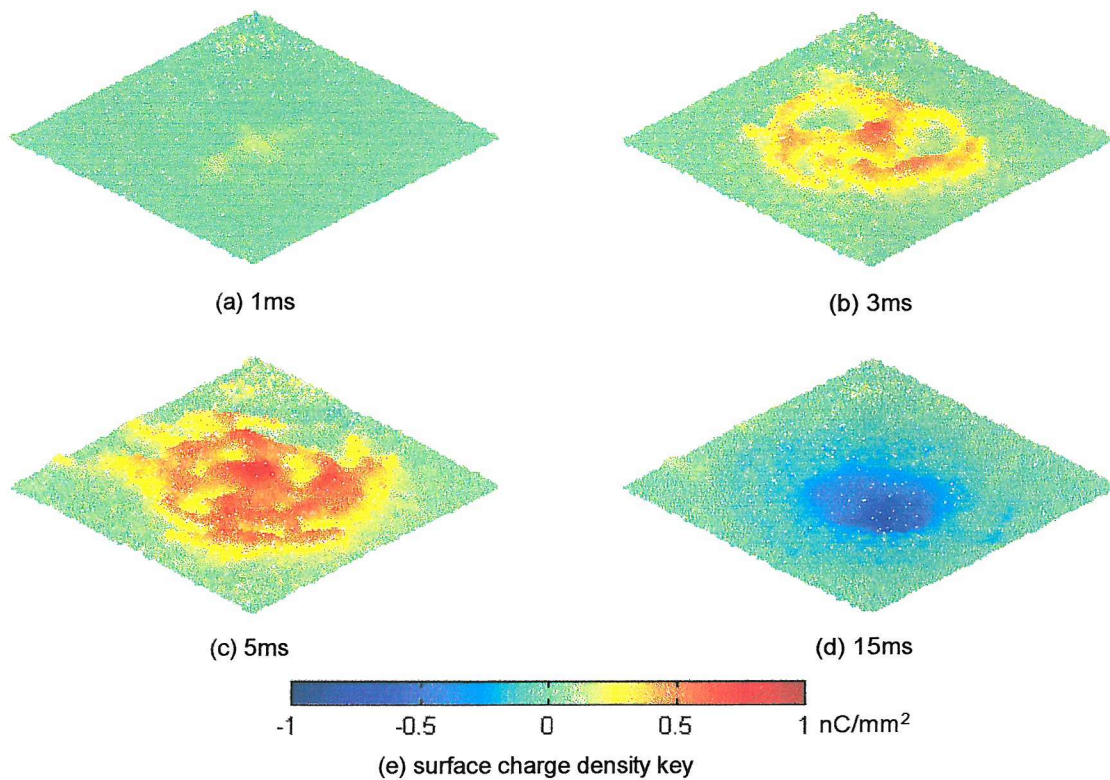 (a) 1ms
(b) 3ms
(c) 5ms
(d) 15ms
-1 -0.5 0 0.5 1 nC/mm²
(e) surface charge density key